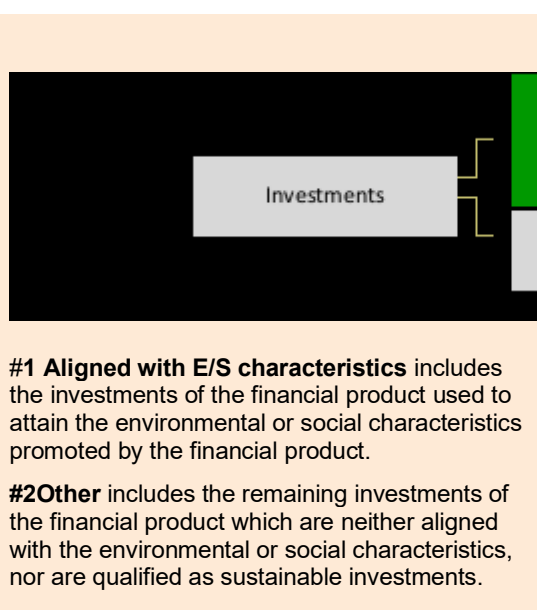 Investments
#1 Aligned with E/S characteristics includes
the investments of the financial product used to
attain the environmental or social characteristics
promoted by the financial product.
#2Other includes the remaining investments of
the financial product which are neither aligned
with the environmental or social characteristics,
nor are qualified as sustainable investments.